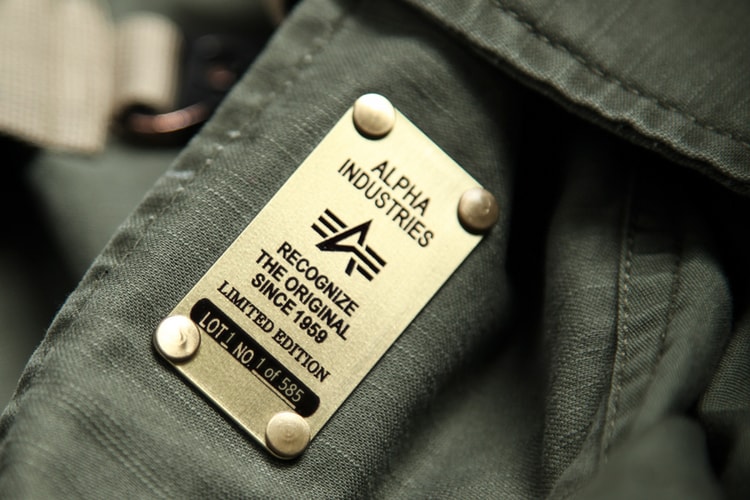 ALPHA
INDUSTRIES
RECOGNIZE
THE ORIGINAL
SINCE 1959
LIMITED EDITION
LOT 1 NO. 1 of 585